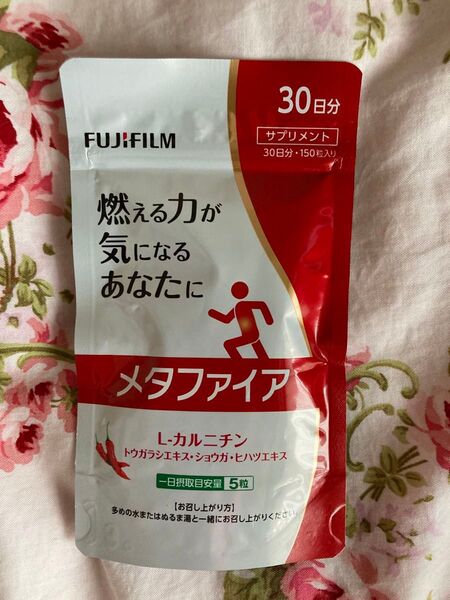 30日分
FUJIFILM
サプリメント
30日分・150粒入り
燃える力が
気になる
あなたに
メタファイア
L-カルニチン
トウガラシエキス・ショウガ・ヒハツエキス
一日摂取目安量 5粒
【お召し上がり方】
多めの水またはぬるま湯と一緒にお召し上がりください。